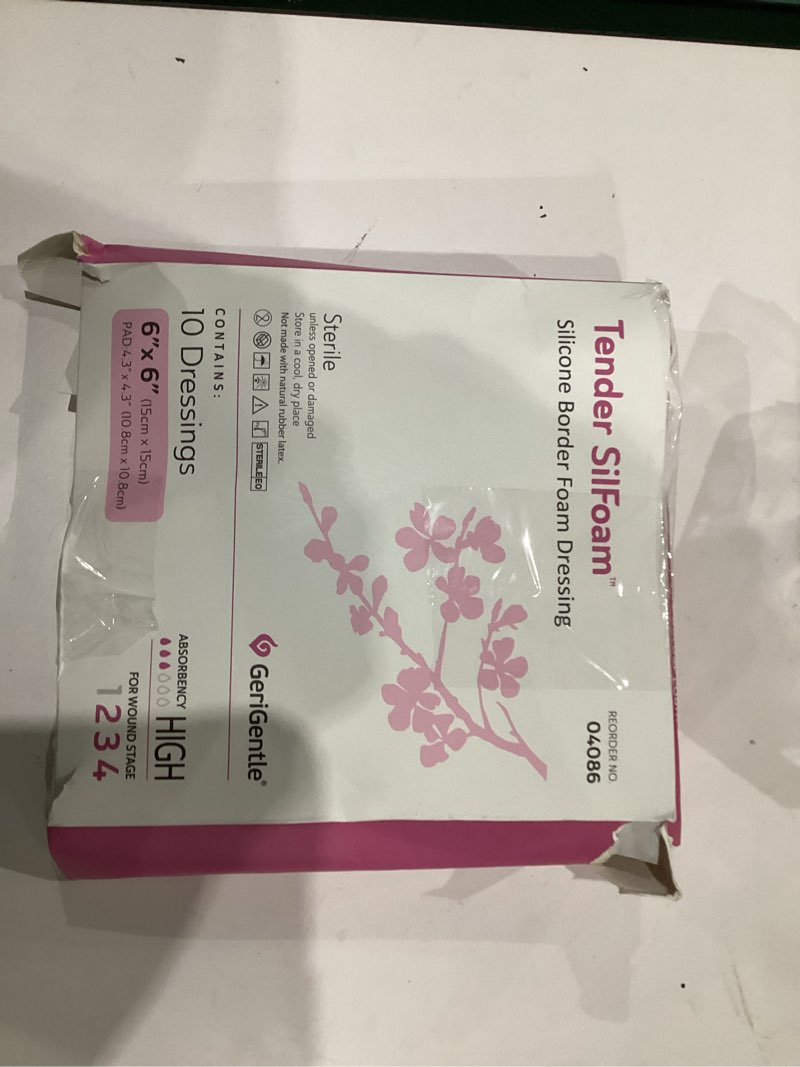 Tender SilFoam™
Silicone Border Foam Dressing
REORDER NO.
04086
Sterile
unless opened or damaged
Store in a cool, dry place
Not made with natural rubber latex.
STERILE EO
GeriGentle®
CONTAINS:
10 Dressings
6” x 6” (15cm x 15cm)
PAD:4.3” x 4.3” (10.8cm x 10.8cm)
ABSORBENCY
HIGH
FOR WOUND STAGE
1 2 3 4